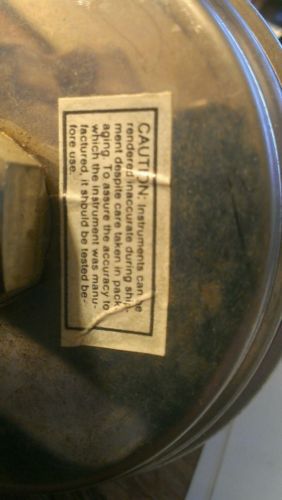 CAUTION: Instruments can be
rendered inaccurate during ship-
ment despite care taken in pack-
aging. To assure the accuracy to
which the instrument was manu-
factured, it should be tested be-
fore use.